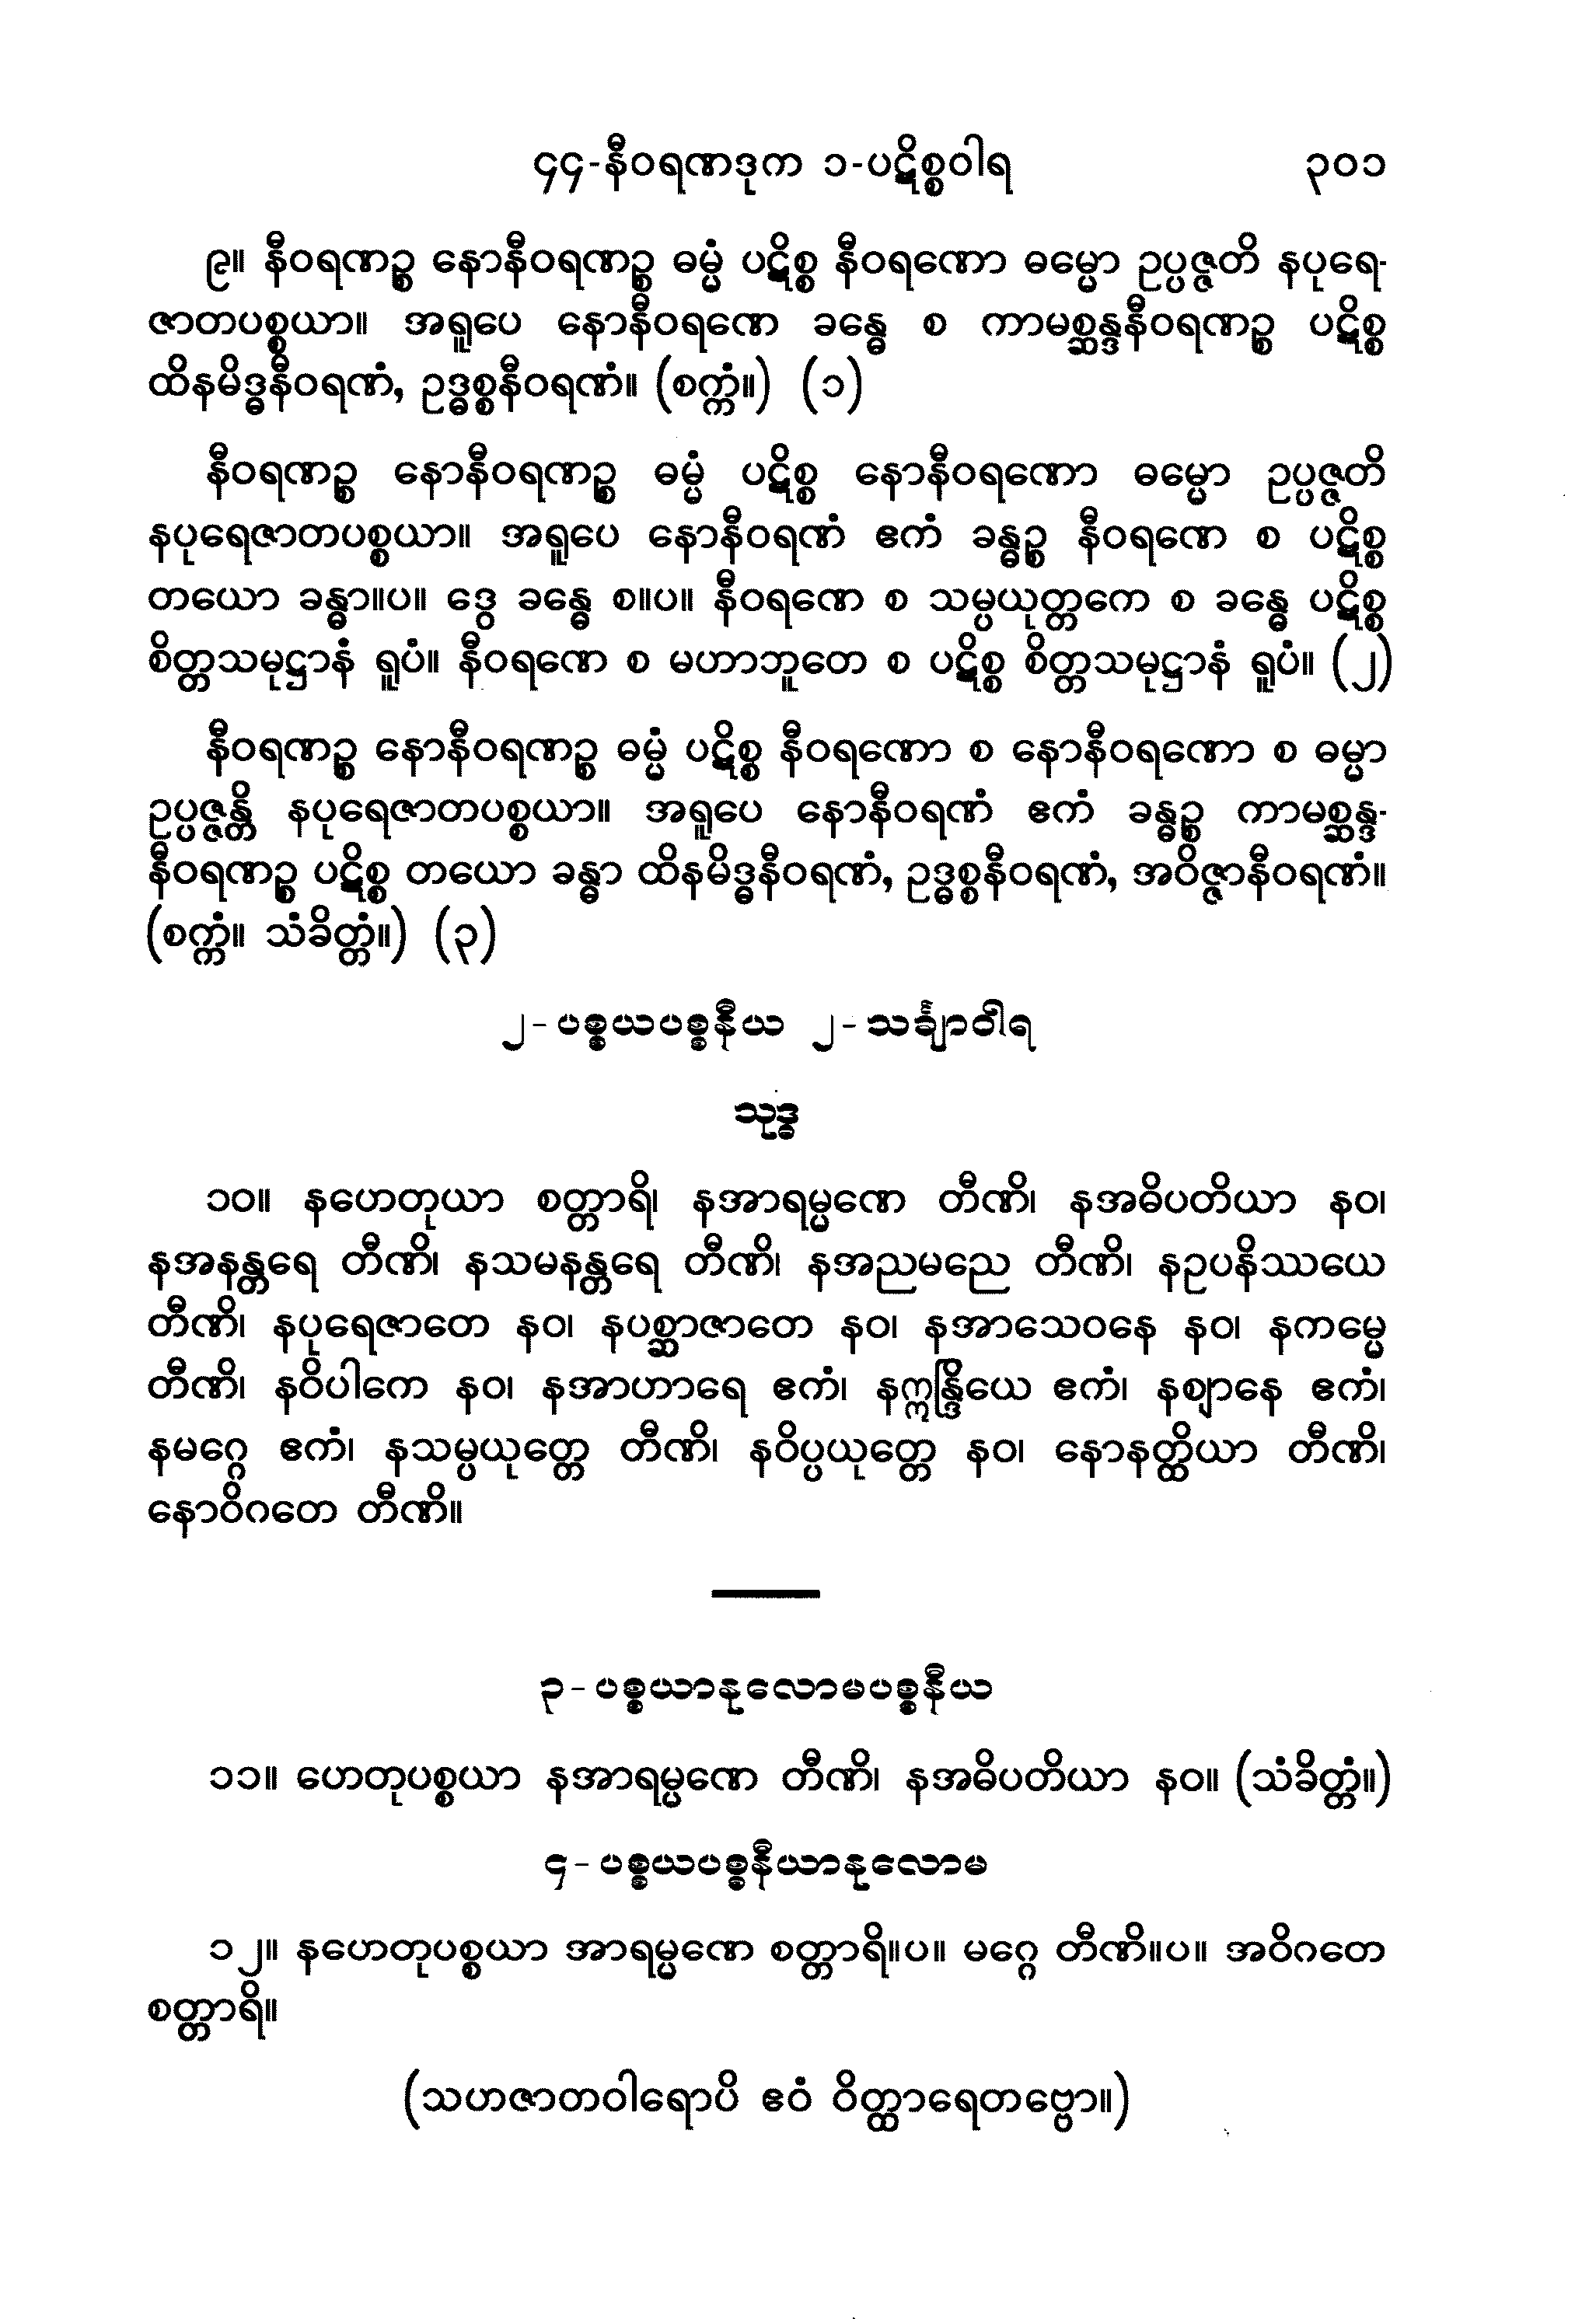 ၄၄-နီဝရဏဒုက ၁-ပဋိစ္စဝါရ ၃၀၁
၉။ နီဝရဏဉ္စ နောနီဝရဏဉ္စ ဓမ္မံ ပဋိစ္စ နီဝရဏော ဓမ္မော ဥပ္ပဇ္ဇတိ နပုရေ-
ဇာတပစ္စယာ။ အရူပေ နောနီဝရဏေ ခန္ဓေ စ ကာမစ္ဆန္ဒနီဝရဏဉ္စ ပဋိစ္စ
ထိနမိဒ္ဓနီဝရဏံ, ဥဒ္ဓစ္စနီဝရဏံ။ (စက္ကံ။) (၁)
နီဝရဏဉ္စ နောနီဝရဏဉ္စ ဓမ္မံ ပဋိစ္စ နောနီဝရဏော ဓမ္မော ဥပ္ပဇ္ဇတိ
နပုရေဇာတပစ္စယာ။ အရူပေ နောနီဝရဏံ ဧကံ ခန္ဓဉ္စ နီဝရဏေ စ ပဋိစ္စ
တယော ခန္ဓာ။ပ။ ဒွေ ခန္ဓေ စ။ပ။ နီဝရဏေ စ သမ္ပယုတ္တကေ စ ခန္ဓေ ပဋိစ္စ
စိတ္တသမုဋ္ဌာနံ ရူပံ။ နီဝရဏေ စ မဟာဘူတေ စ ပဋိစ္စ စိတ္တသမုဋ္ဌာနံ ရူပံ။ (၂)
နီဝရဏဉ္စ နောနီဝရဏဉ္စ ဓမ္မံ ပဋိစ္စ နီဝရဏော စ နောနီဝရဏော စ ဓမ္မာ
ဥပ္ပဇ္ဇန္တိ နပုရေဇာတပစ္စယာ။ အရူပေ နောနီဝရဏံ ဧကံ ခန္ဓဉ္စ ကာမစ္ဆန္ဒ-
နီဝရဏဉ္စ ပဋိစ္စ တယော ခန္ဓာ ထိနမိဒ္ဓနီဝရဏံ, ဥဒ္ဓစ္စနီဝရဏံ, အဝိဇ္ဇာနီဝရဏံ။
(စက္ကံ။ သံခိတ္တံ။) (၃)
၂-ပစ္စယပစ္စနီယ ၂-သင်္ချာဝါရ
သုဒ္ဓ
၁၀။ နဟေတုယာ စတ္တာရိ၊ နအာရမ္မဏေ တီဏိ၊ နအဓိပတိယာ နဝ၊
နအနန္တရေ တီဏိ၊ နသမနန္တရေ တီဏိ၊ နအညမညေ တီဏိ၊ နဥပနိဿယေ
တီဏိ၊ နပုရေဇာတေ နဝ၊ နပစ္ဆာဇာတေ နဝ၊ နအာသေဝနေ နဝ၊ နကမ္မေ
တီဏိ၊ နဝိပါကေ နဝ၊ နအာဟာရေ ဧကံ၊ နဣန္ဒြိယေ ဧကံ၊ နဈာနေ ဧကံ၊
နမဂ္ဂေ ဧကံ၊ နသမ္ပယုတ္တေ တီဏိ၊ နဝိပ္ပယုတ္တေ နဝ၊ နောနတ္ထိယာ တီဏိ၊
နောဝိဂတေ တီဏိ။
၃-ပစ္စယာနုလောမပစ္စနီယ
၁၁။ ဟေတုပစ္စယာ နအာရမ္မဏေ တီဏိ၊ နအဓိပတိယာ နဝ။ (သံခိတ္တံ။)
၄-ပစ္စယပစ္စနီယာနုလောမ
၁၂။ နဟေတုပစ္စယာ အာရမ္မဏေ စတ္တာရိ။ပ။ မဂ္ဂေ တီဏိ။ပ။ အဝိဂတေ
စတ္တာရိ။
(သဟဇာတဝါရောပိ ဧဝံ ဝိတ္ထာရေတဗ္ဗော။)